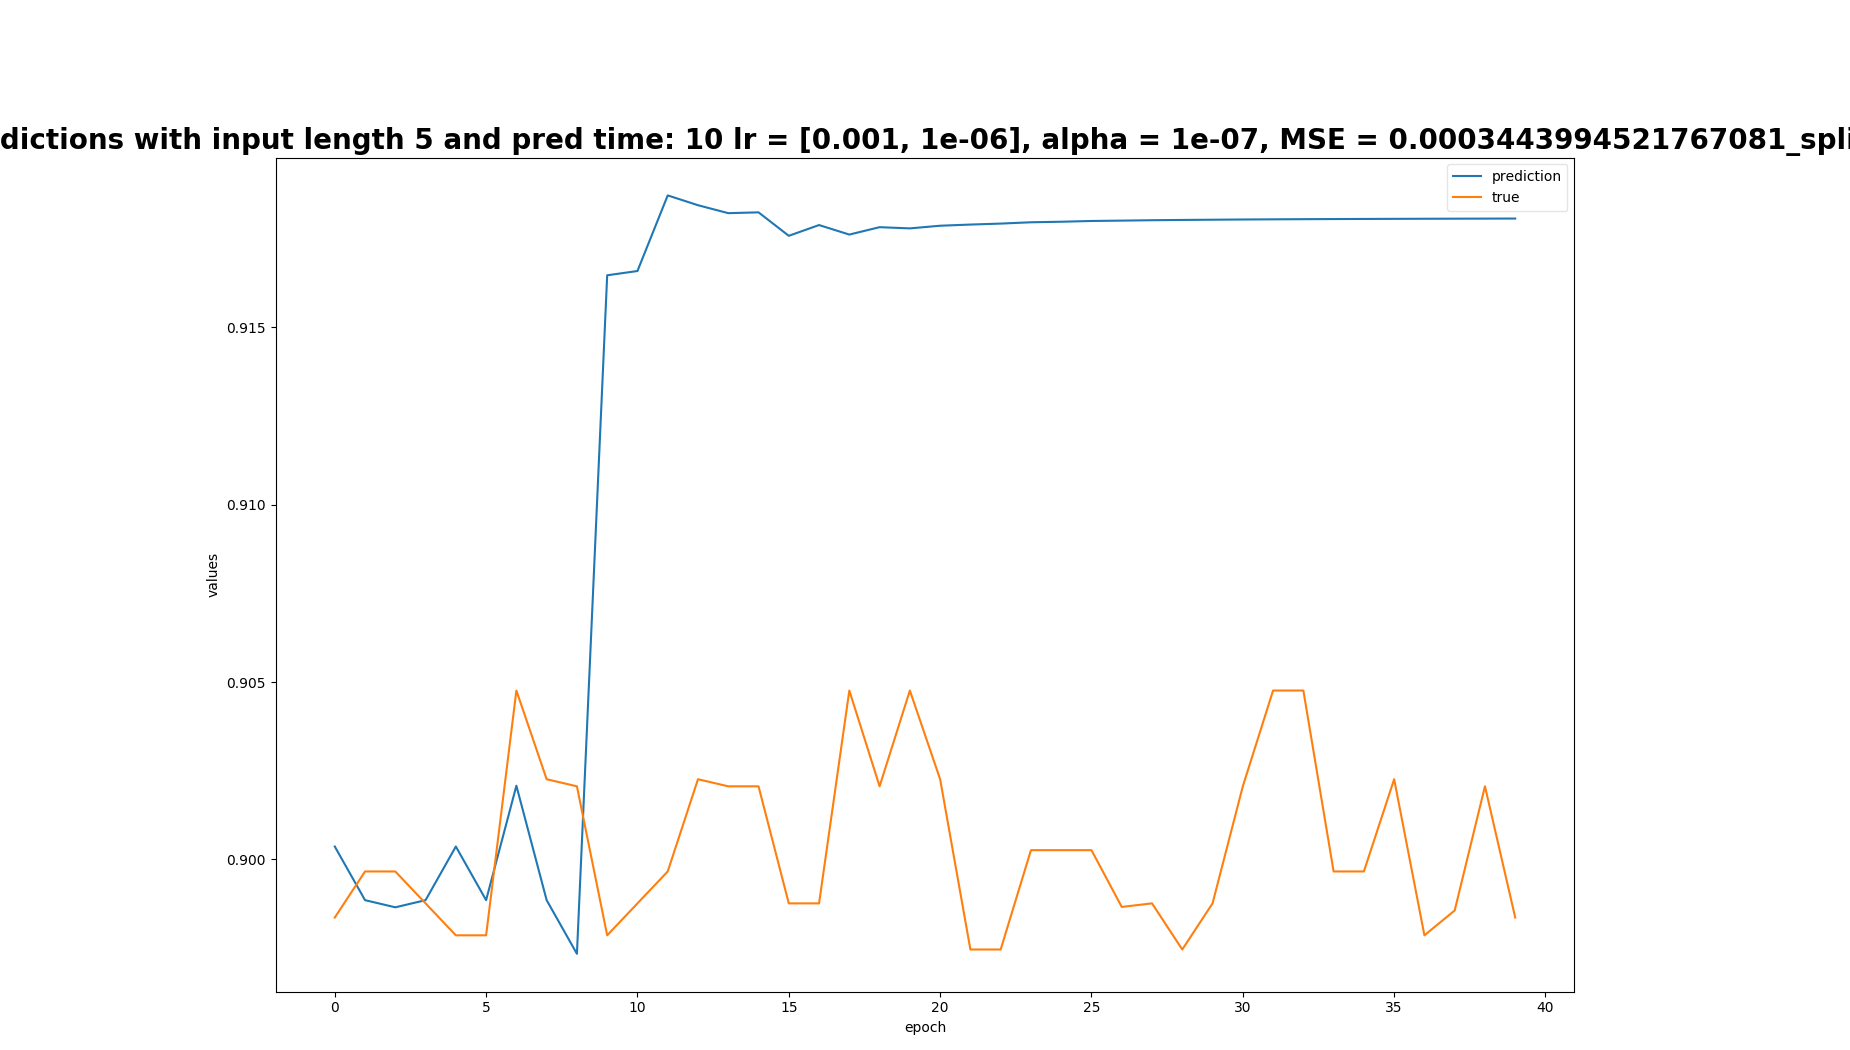 dictions with input length 5 and pred time: 10 lr = [0.001, 1e-06], alpha = 1e-07, MSE = 0.0003443994521767081_spli
prediction
true
0.915
0.910
0.905
0.900
values
0 5 10 15 20 25 30 35 40
epoch